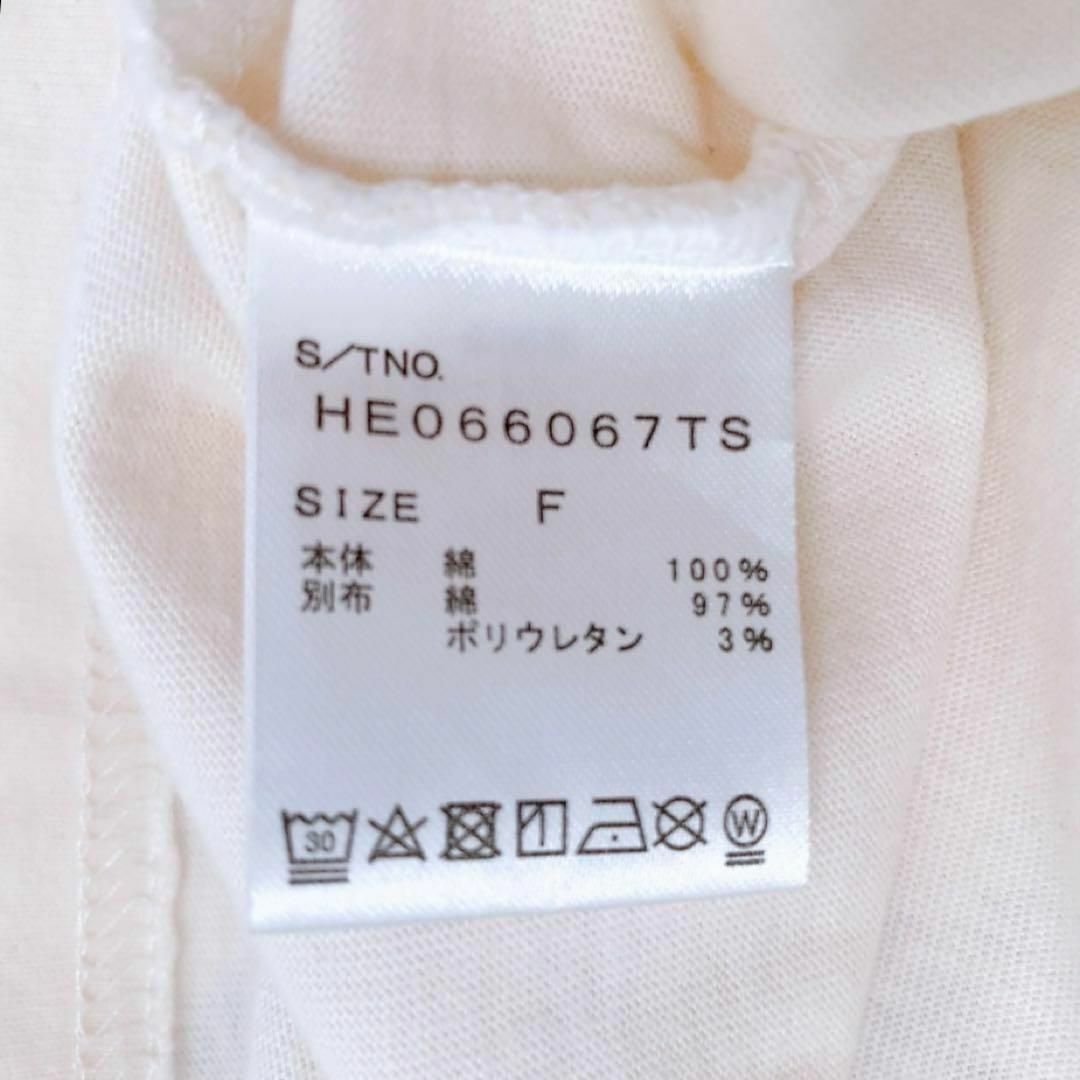 S/TNO.
HE066067TS
SIZE F
本体 綿 100%
別布 綿 97%
ポリウレタン 3%
30 W